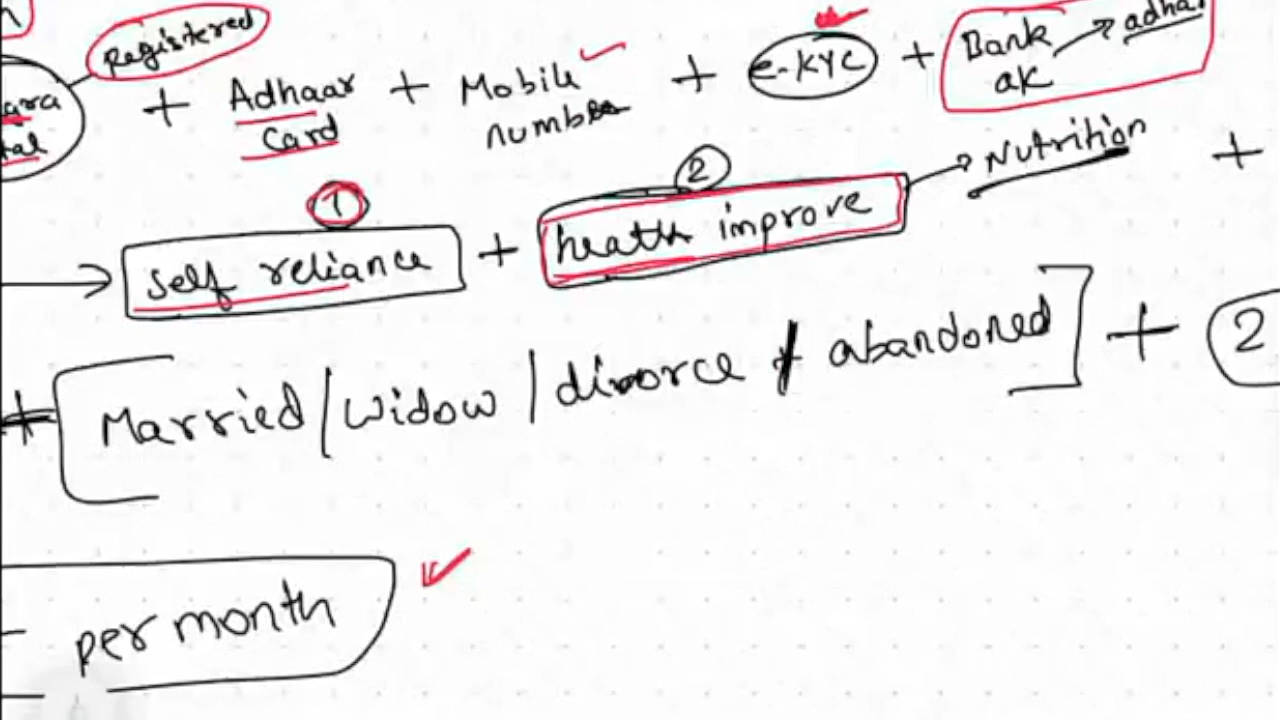 Registered
+ Adhaar Card + Mobile number + e-KYC + Bank ak → adhar
① self reliance + ② heath improve → Nutrition +
+ [Married / widow / divorce / abandoned] + 2
per month